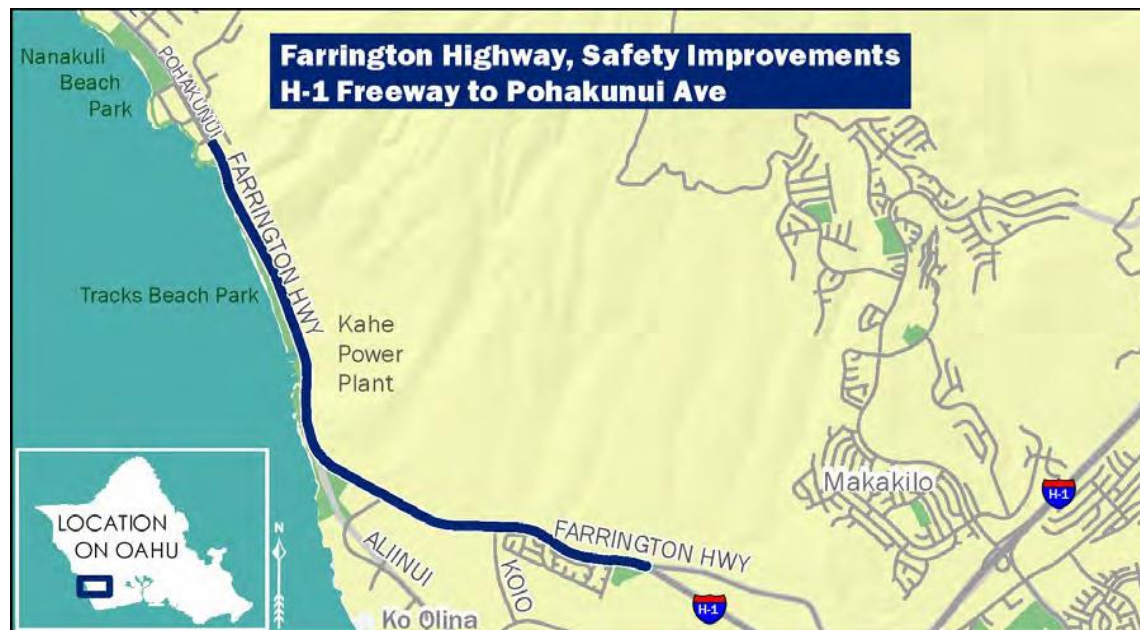 Farrington Highway, Safety Improvements
H-1 Freeway to Pohakunui Ave
Nanakuli
Beach
Park
POHAKUNUI
FARRINGTON HWY
Tracks Beach Park
Kahe
Power
Plant
Makakilo
H-1
FARRINGTON HWY
ALIINUI
KOIO
H-1
Ko Olina
LOCATION
ON OAHU
N